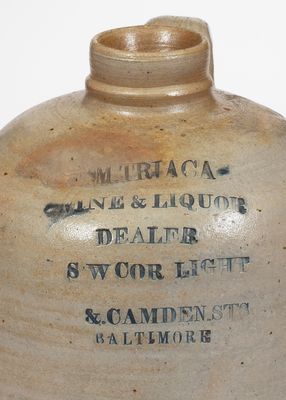 M. TRIACA
WINE & LIQUOR
DEALER
S W COR LIGHT
&. CAMDEN. STS
BALTIMORE